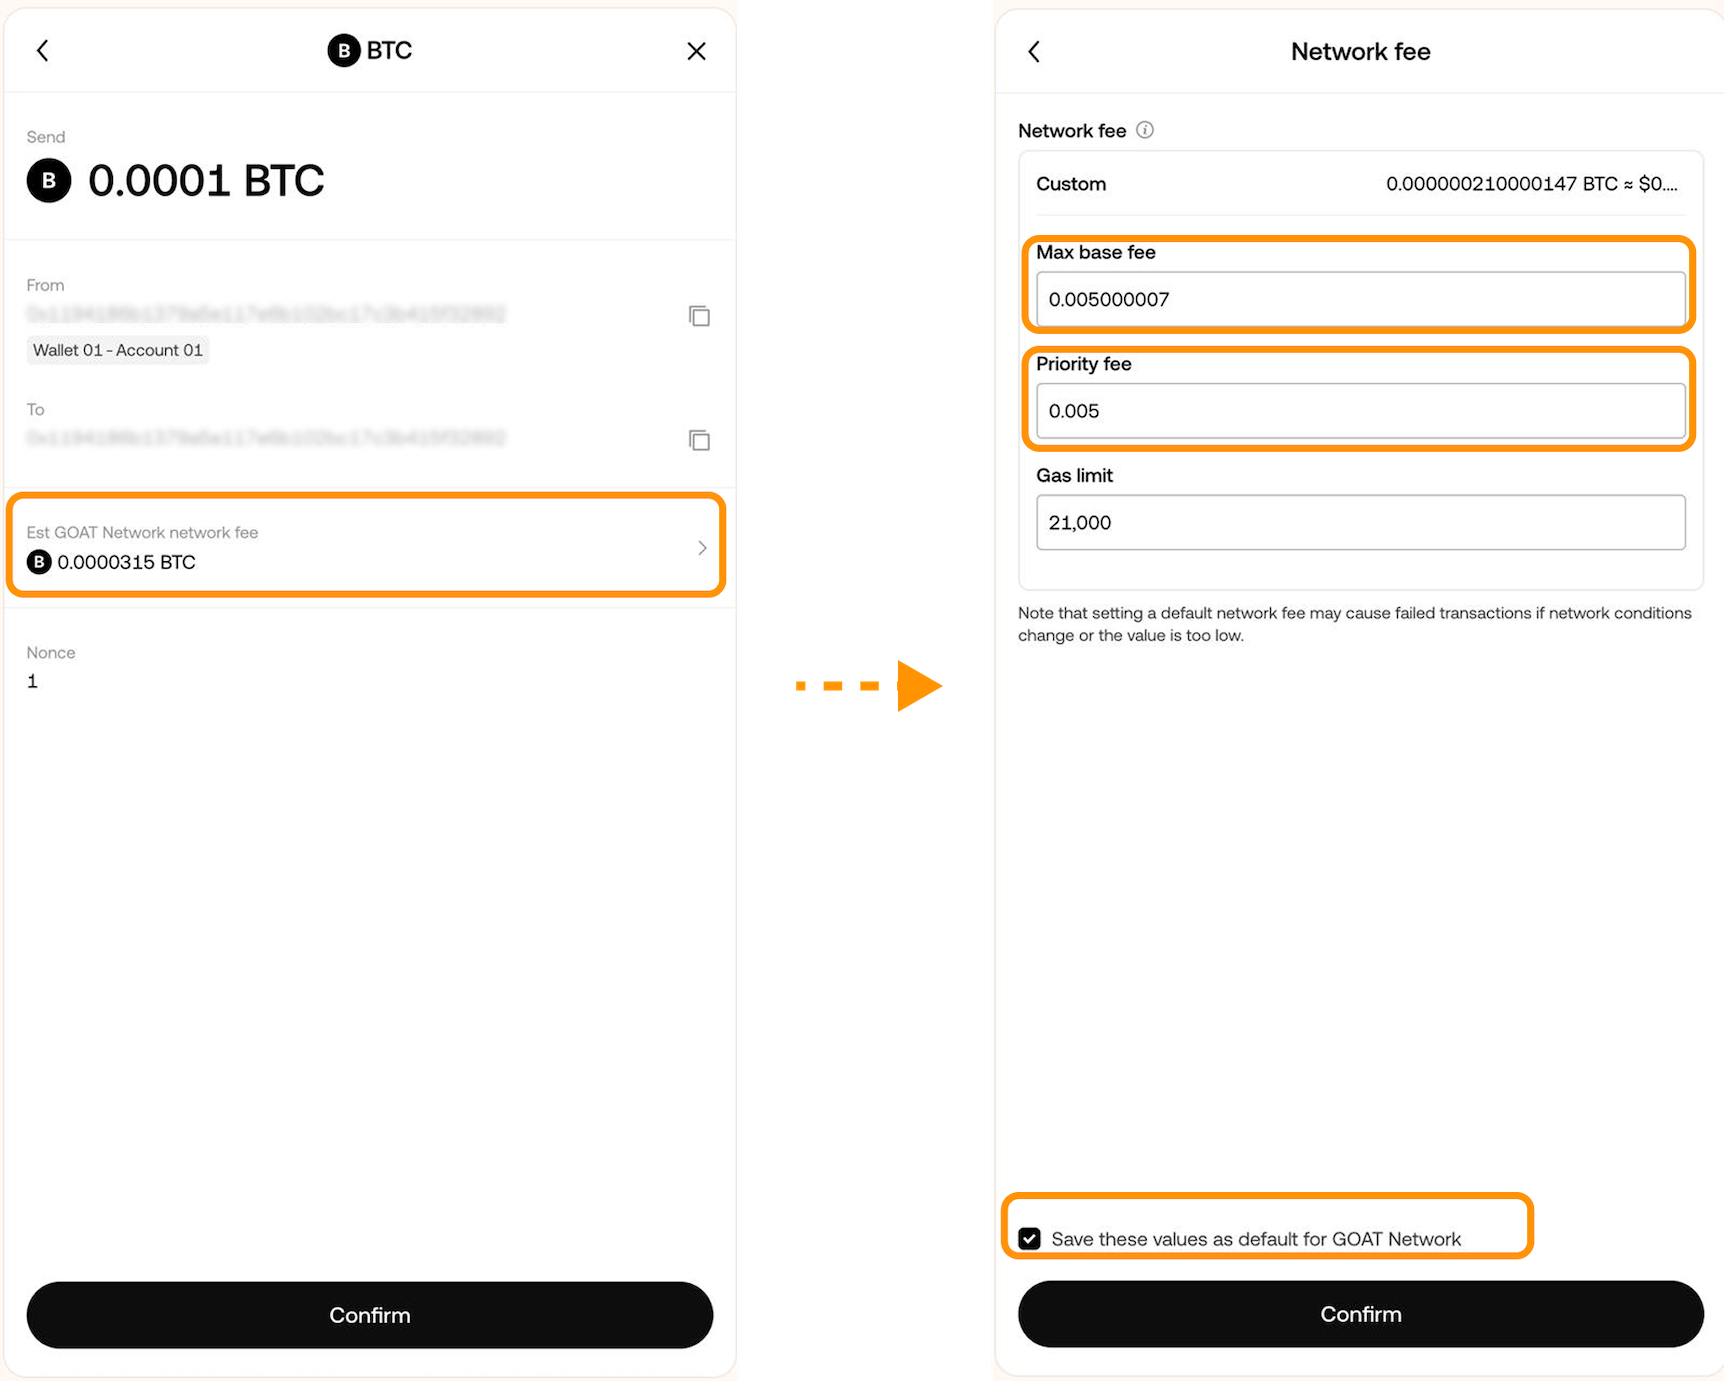 B BTC
Send
B 0.0001 BTC
From
Wallet 01 - Account 01
To
Est GOAT Network network fee
B 0.0000315 BTC
Nonce
1
Confirm
Network fee
Network fee i
Custom 0.000000210000147 BTC ≈ $0....
Max base fee
0.005000007
Priority fee
0.005
Gas limit
21,000
Note that setting a default network fee may cause failed transactions if network conditions
change or the value is too low.
Save these values as default for GOAT Network
Confirm